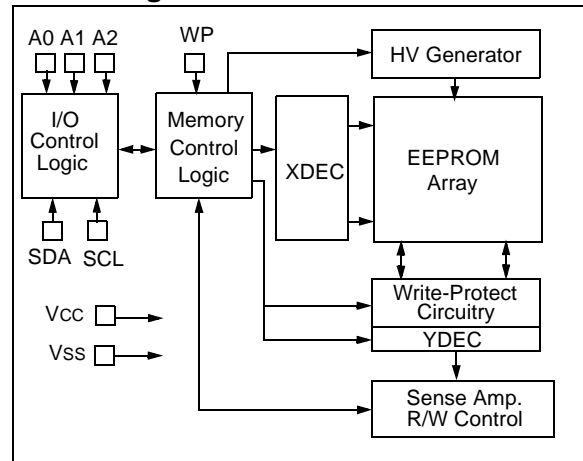 A0 A1 A2
WP
HV Generator
I/O
Control
Logic
Memory
Control
Logic
XDEC
EEPROM
Array
SDA
SCL
Write-Protect
Circuitry
YDEC
VCC
VSS
Sense Amp.
R/W Control